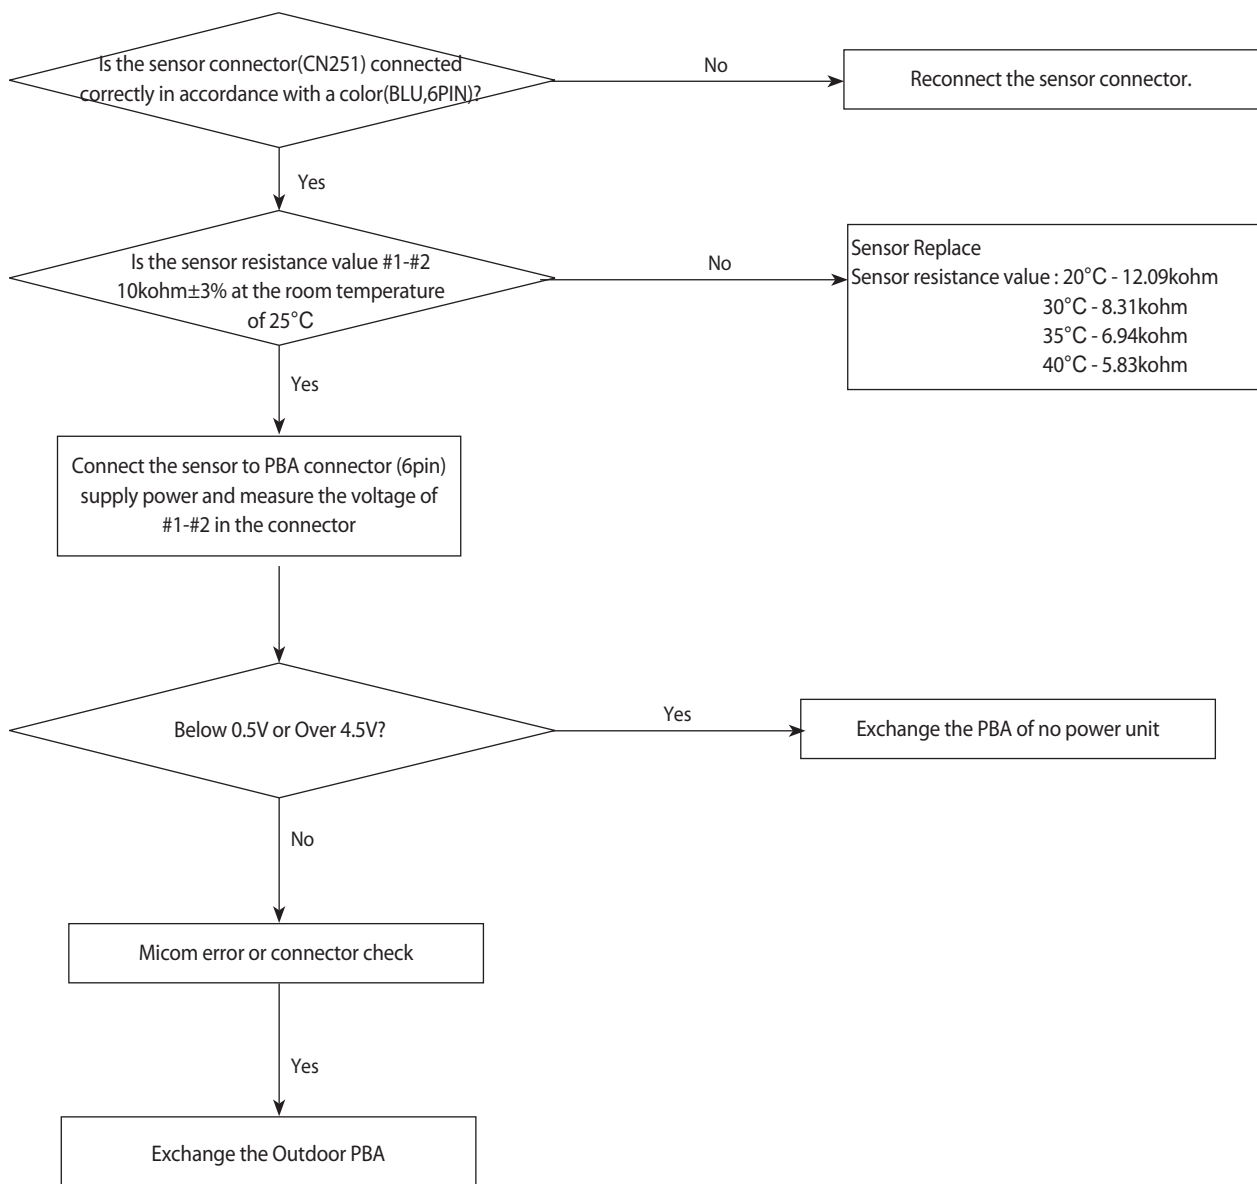 Is the sensor connector(CN251) connected
correctly in accordance with a color(BLU,6PIN)?
No
Reconnect the sensor connector.
Yes
Is the sensor resistance value #1-#2
10kohm±3% at the room temperature
of 25°C
No
Sensor Replace
Sensor resistance value : 20°C - 12.09kohm
30°C - 8.31kohm
35°C - 6.94kohm
40°C - 5.83kohm
Yes
Connect the sensor to PBA connector (6pin)
supply power and measure the voltage of
#1-#2 in the connector
Below 0.5V or Over 4.5V?
Yes
Exchange the PBA of no power unit
No
Micom error or connector check
Yes
Exchange the Outdoor PBA